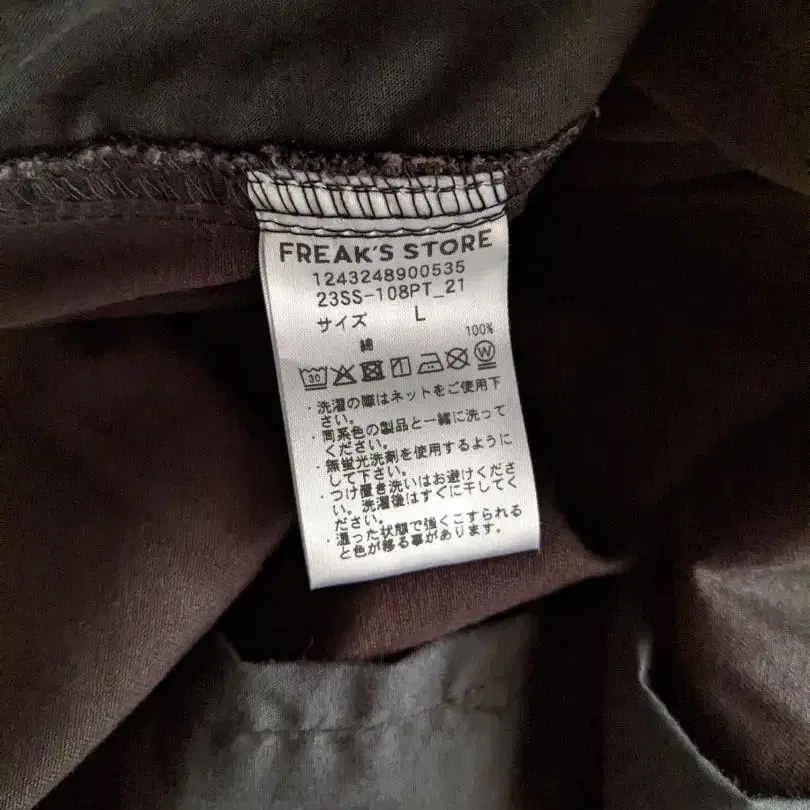 FREAK'S STORE
1243248900535
23SS-108PT_21
サイズ L
綿 100%
30 W
・洗濯の際はネットをご使用下
さい。
・同系色の製品と一緒に洗って
ください。
・無蛍光洗剤を使用するように
して下さい。
・つけ置き洗いはお避けくださ
い。洗濯後はすぐに干してく
ださい。
・湿った状態で強くこすられる
と色が移る事があります。